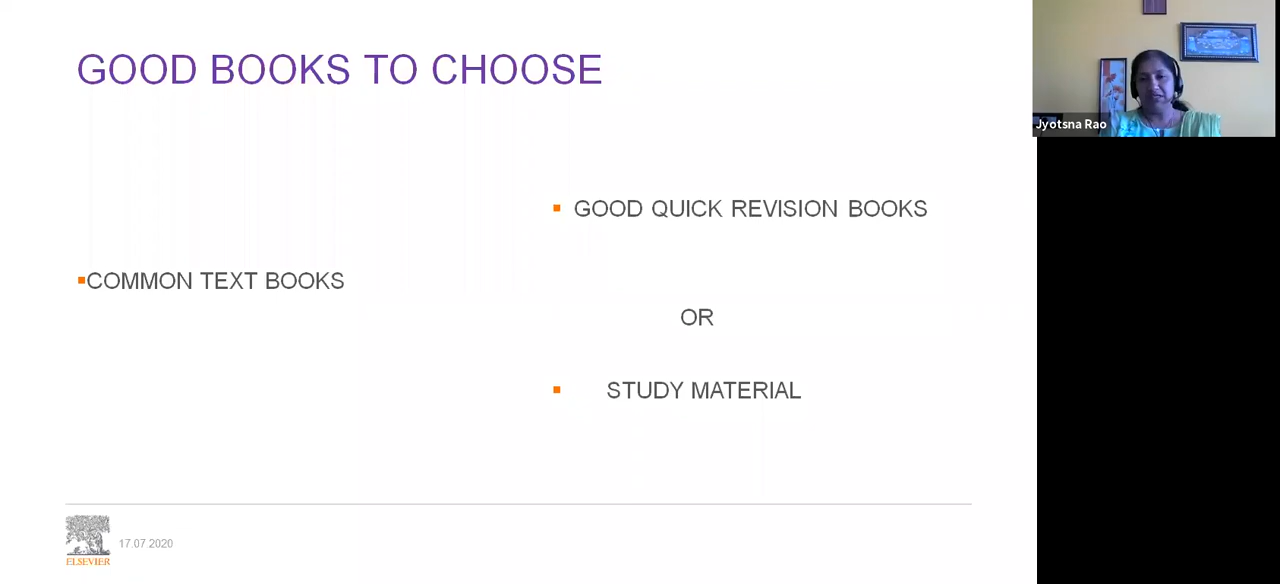 GOOD BOOKS TO CHOOSE
Jyotsna Rao
GOOD QUICK REVISION BOOKS
COMMON TEXT BOOKS
OR
STUDY MATERIAL
ELSEVIER
17.07.2020